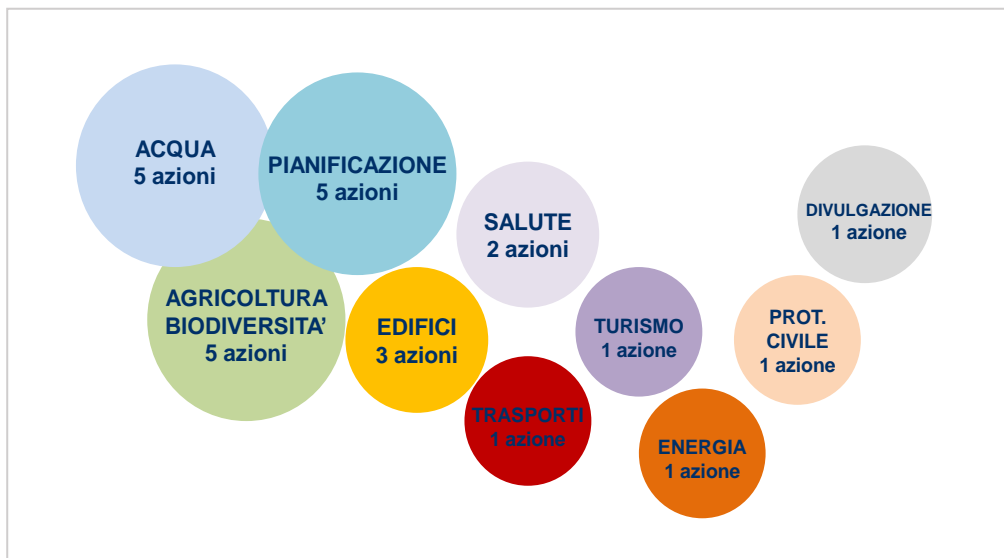 ACQUA
5 azioni
PIANIFICAZIONE
5 azioni
AGRICOLTURA
BIODIVERSITA’
5 azioni
EDIFICI
3 azioni
SALUTE
2 azioni
TRASPORTI
1 azione
TURISMO
1 azione
ENERGIA
1 azione
PROT.
CIVILE
1 azione
DIVULGAZIONE
1 azione